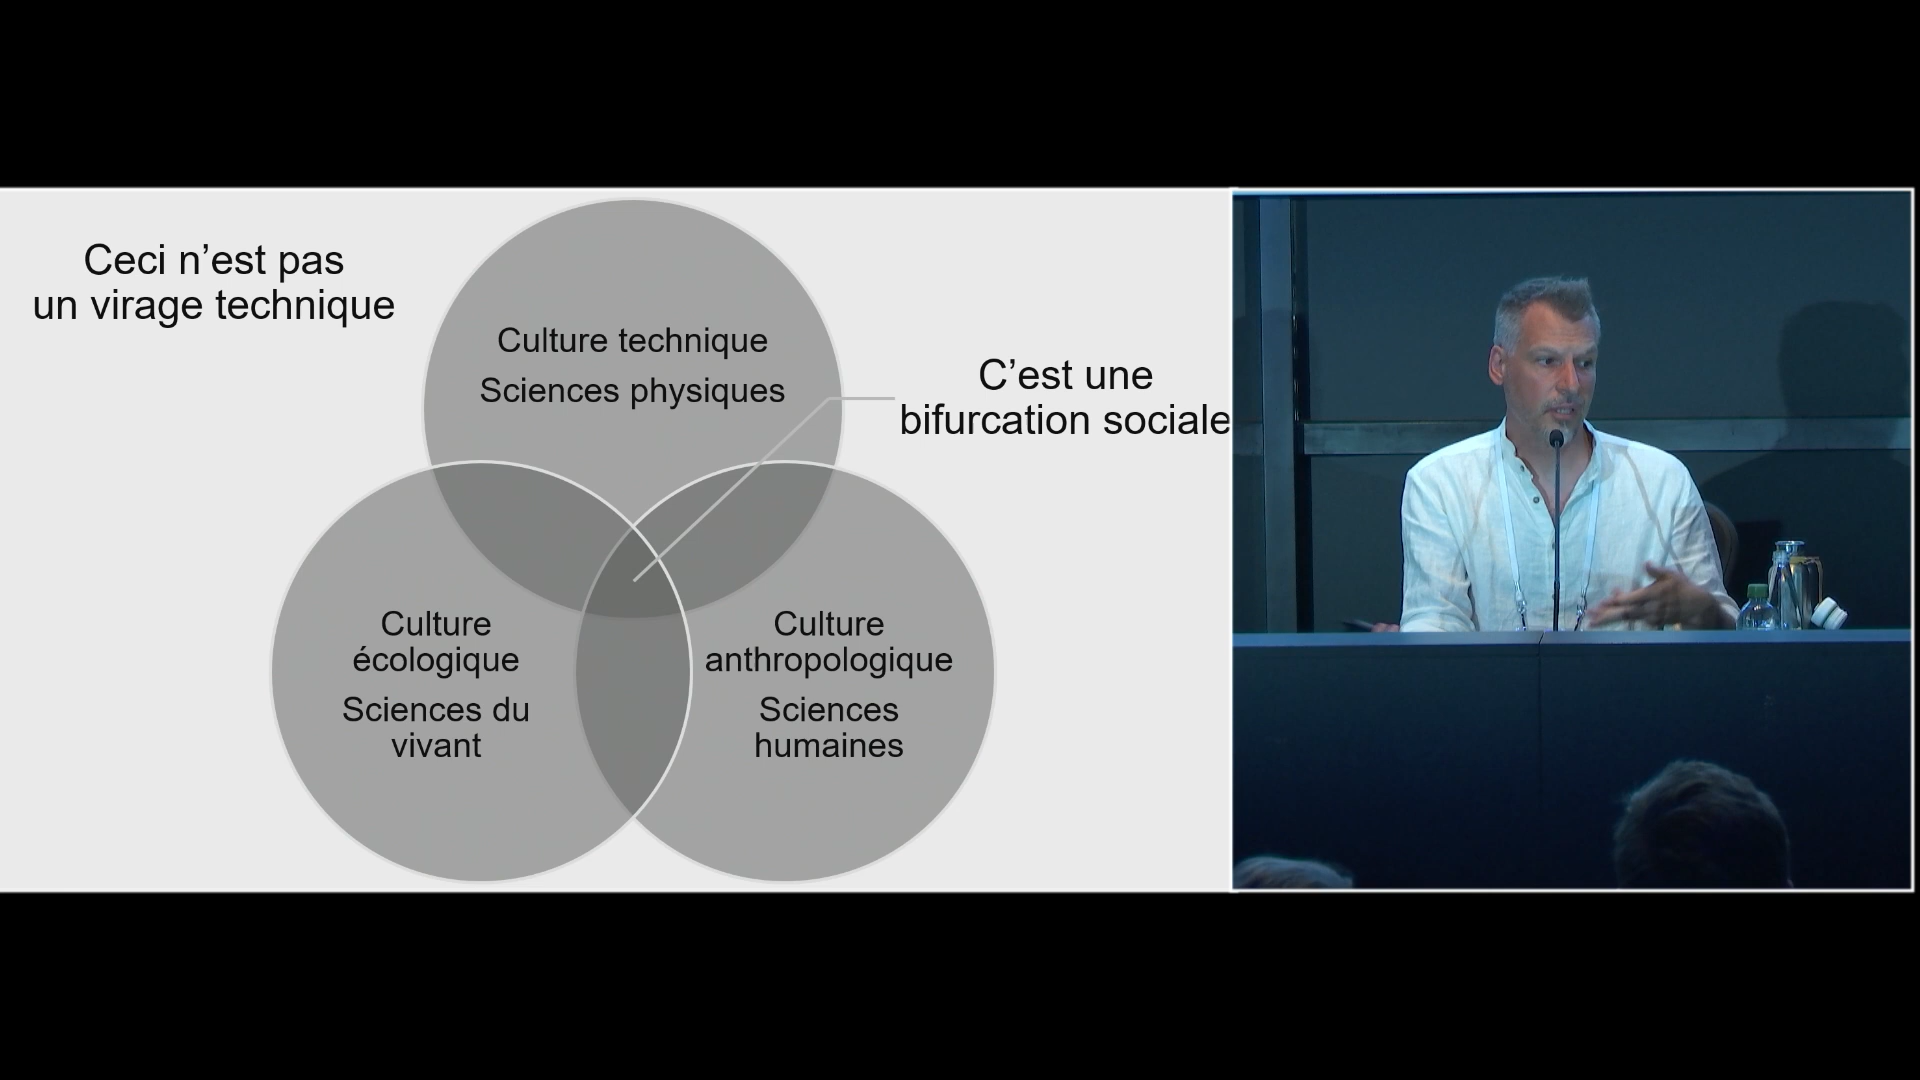 Ceci n’est pas
un virage technique
Culture technique
Sciences physiques
C’est une
bifurcation sociale
Culture
écologique
Sciences du
vivant
Culture
anthropologique
Sciences
humaines